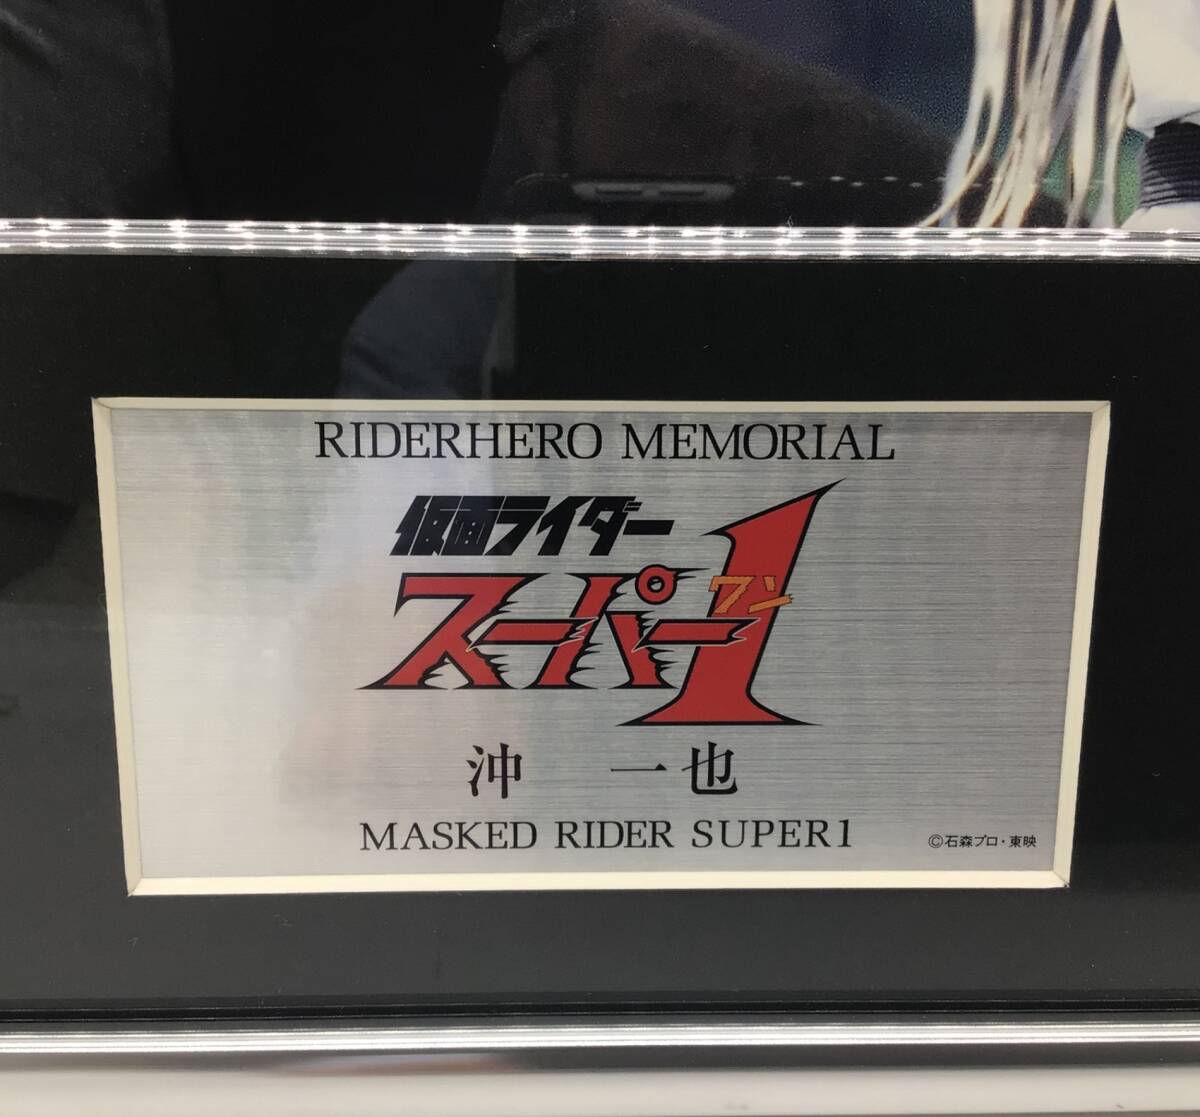 RIDERHERO MEMORIAL
仮面ライダー
スーパー1
ワン
沖 一也
MASKED RIDER SUPER1
©石森プロ・東映